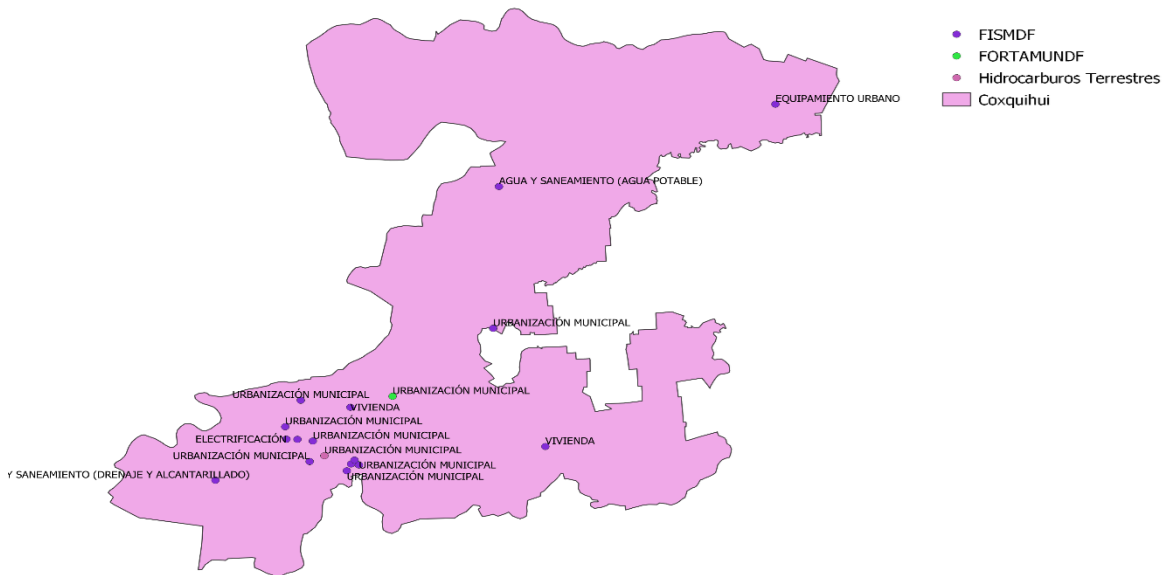 FISMDF
FORTAMUNDF
Hidrocarburos Terrestres
Coxquihui
EQUIPAMIENTO URBANO
AGUA Y SANEAMIENTO (AGUA POTABLE)
URBANIZACIÓN MUNICIPAL
URBANIZACIÓN MUNICIPAL
URBANIZACIÓN MUNICIPAL
VIVIENDA
URBANIZACIÓN MUNICIPAL
ELECTRIFICACIÓN
URBANIZACIÓN MUNICIPAL
VIVIENDA
URBANIZACIÓN MUNICIPAL
URBANIZACIÓN MUNICIPAL
URBANIZACIÓN MUNICIPAL
Y SANEAMIENTO (DRENAJE Y ALCANTARILLADO)
URBANIZACIÓN MUNICIPAL